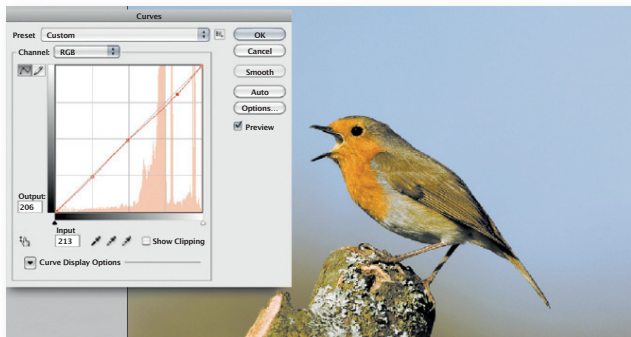 Curves
Preset Custom
OK
Channel: RGB
Cancel
Smooth
Auto
Options...
Preview
Output:
206
Input
213
Show Clipping
Curve Display Options